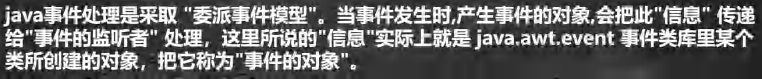 java事件处理是采取 "委派事件模型"。当事件发生时,产生事件的对象,会把此"信息" 传递
给"事件的监听者" 处理，这里所说的"信息"实际上就是 java.awt.event 事件类库里某个
类所创建的对象，把它称为"事件的对象"。